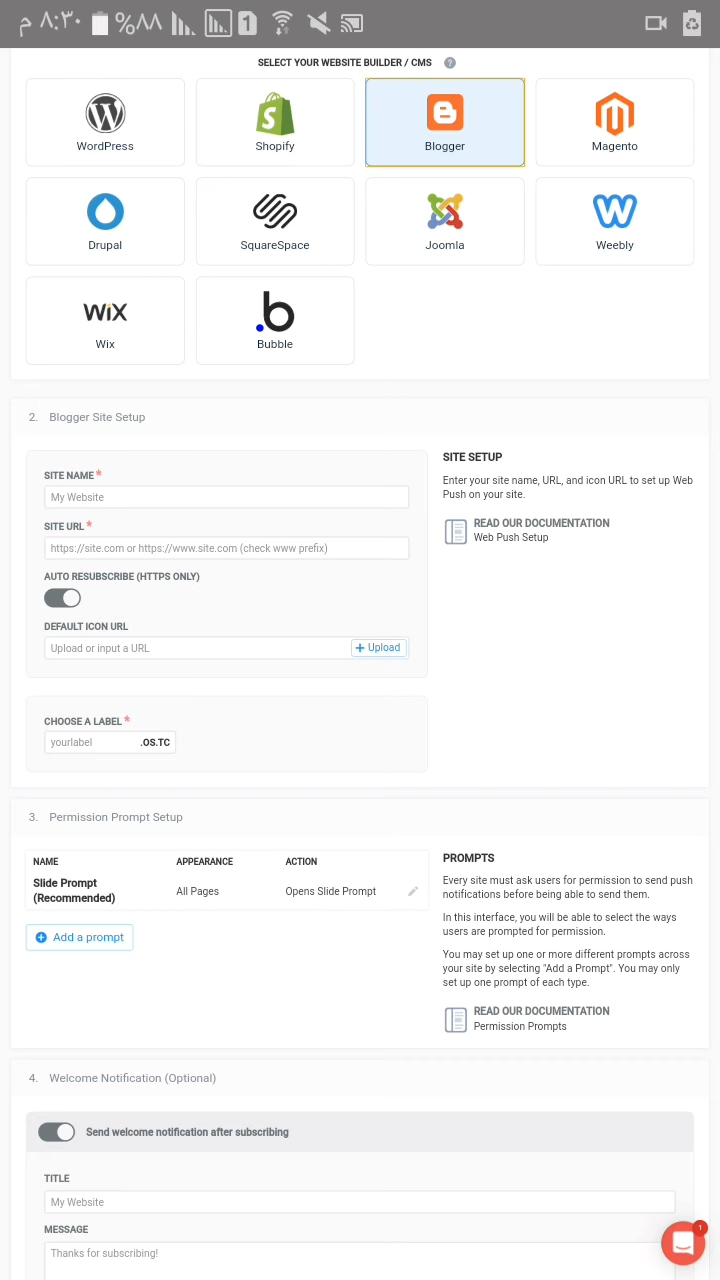 ٨:٣٠ م
%٨٨
1
SELECT YOUR WEBSITE BUILDER / CMS ?
WordPress
Shopify
Blogger
Magento
Drupal
SquareSpace
Joomla
Weebly
WiX
Wix
b
Bubble
2. Blogger Site Setup
SITE NAME *
My Website
SITE URL *
https://site.com or https://www.site.com (check www prefix)
AUTO RESUBSCRIBE (HTTPS ONLY)
DEFAULT ICON URL
Upload or input a URL
+ Upload
CHOOSE A LABEL *
yourlabel .OS.TC
SITE SETUP
Enter your site name, URL, and icon URL to set up Web
Push on your site.
READ OUR DOCUMENTATION
Web Push Setup
3. Permission Prompt Setup
NAME APPEARANCE ACTION
Slide Prompt
(Recommended)
All Pages
Opens Slide Prompt
Add a prompt
PROMPTS
Every site must ask users for permission to send push
notifications before being able to send them.
In this interface, you will be able to select the ways
users are prompted for permission.
You may set up one or more different prompts across
your site by selecting "Add a Prompt". You may only
set up one prompt of each type.
READ OUR DOCUMENTATION
Permission Prompts
4. Welcome Notification (Optional)
Send welcome notification after subscribing
TITLE
My Website
MESSAGE
Thanks for subscribing!
1